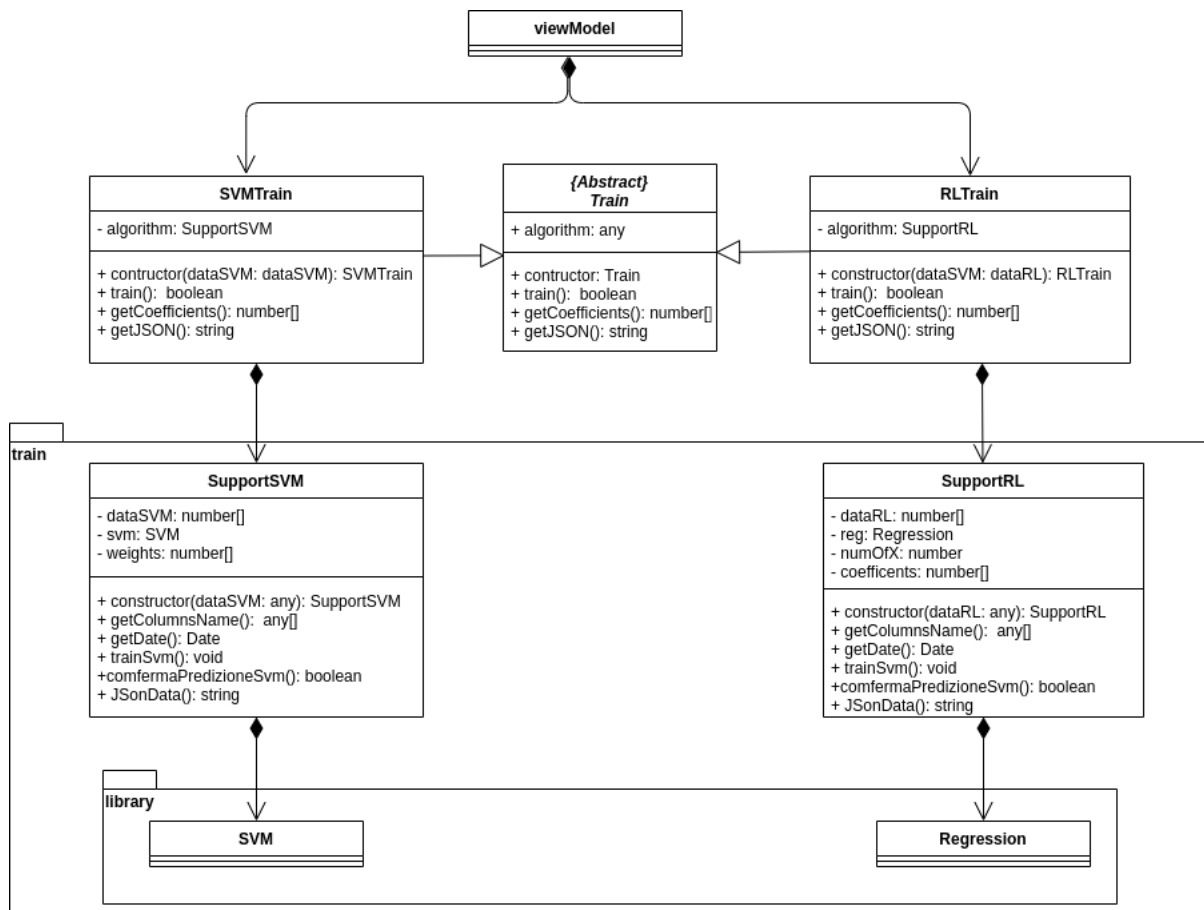 viewModel
SVMTrain
- algorithm: SupportSVM
+ contructor(dataSVM: dataSVM): SVMTrain
+ train(): boolean
+ getCoefficients(): number[]
+ getJSON(): string
{Abstract}
Train
+ algorithm: any
+ contructor: Train
+ train(): boolean
+ getCoefficients(): number[]
+ getJSON(): string
RLTrain
- algorithm: SupportRL
+ constructor(dataSVM: dataRL): RLTrain
+ train(): boolean
+ getCoefficients(): number[]
+ getJSON(): string
train
SupportSVM
- dataSVM: number[]
- svm: SVM
- weights: number[]
+ constructor(dataSVM: any): SupportSVM
+ getColumnsName(): any[]
+ getDate(): Date
+ trainSvm(): void
+comfermaPredizioneSvm(): boolean
+ JSonData(): string
SupportRL
- dataRL: number[]
- reg: Regression
- numOfX: number
- coefficents: number[]
+ constructor(dataRL: any): SupportRL
+ getColumnsName(): any[]
+ getDate(): Date
+ trainSvm(): void
+comfermaPredizioneSvm(): boolean
+ JSonData(): string
library
SVM
Regression